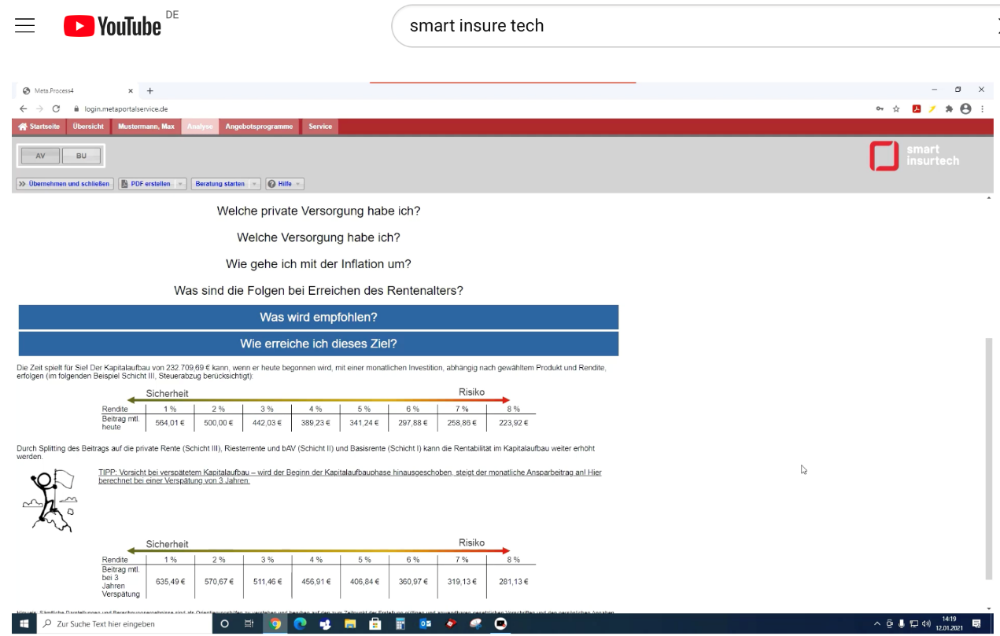 YouTube DE
smart insure tech
Meta.Process4
login.metaportalservice.de
Startseite Übersicht Mustermann, Max Analyse Angebotsprogramme Service
AV BU
smart
insurtech
Übernehmen und schließen PDF erstellen Beratung starten Hilfe
Welche private Versorgung habe ich?
Welche Versorgung habe ich?
Wie gehe ich mit der Inflation um?
Was sind die Folgen bei Erreichen des Rentenalters?
Was wird empfohlen?
Wie erreiche ich dieses Ziel?
Die Zeit spielt für Sie! Der Kapitalaufbau von 232.709,69 € kann, wenn er heute begonnen wird, mit einer monatlichen Investition, abhängig nach gewähltem Produkt und Rendite,
erfolgen (im folgenden Beispiel Schicht III, Steuerabzug berücksichtigt):
Sicherheit Risiko
Rendite 1 % 2 % 3 % 4 % 5 % 6 % 7 % 8 %
Beitrag mtl.
heute 564,01 € 500,00 € 442,03 € 389,23 € 341,24 € 297,88 € 258,86 € 223,92 €
Durch Splitting des Beitrags auf die private Rente (Schicht III), Riesterrente und bAV (Schicht II) und Basisrente (Schicht I) kann die Rentabilität im Kapitalaufbau weiter erhöht
werden.
TIPP: Vorsicht bei verspätetem Kapitalaufbau – wird der Beginn der Kapitalaufbauphase hinausgeschoben, steigt der monatliche Ansparbeitrag an! Hier
berechnet bei einer Verspätung von 3 Jahren:
Sicherheit Risiko
Rendite 1 % 2 % 3 % 4 % 5 % 6 % 7 % 8 %
Beitrag mtl.
bei 3
Jahren
Verspätung 635,49 € 570,67 € 511,46 € 456,91 € 406,84 € 360,97 € 319,13 € 281,13 €
Hinweis: Sämtliche Darstellungen und Berechnungsergebnisse sind als Orientierungshilfen zu verstehen und beruhen auf den zum Zeitpunkt der Erstellung gültigen und anwendbaren gesetzlichen Vorschriften und den persönlichen Angaben
Zur Suche Text hier eingeben
14:19
12.01.2021